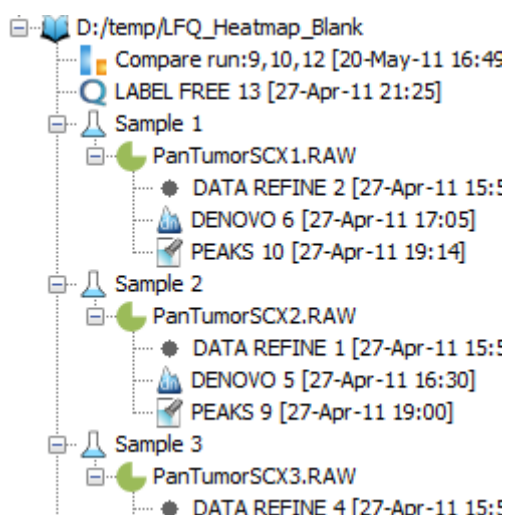 D:/temp/LFQ_Heatmap_Blank
Compare run:9,10,12 [20-May-11 16:49
LABEL FREE 13 [27-Apr-11 21:25]
Sample 1
PanTumorSCX1.RAW
DATA REFINE 2 [27-Apr-11 15:5
DENOVO 6 [27-Apr-11 17:05]
PEAKS 10 [27-Apr-11 19:14]
Sample 2
PanTumorSCX2.RAW
DATA REFINE 1 [27-Apr-11 15:5
DENOVO 5 [27-Apr-11 16:30]
PEAKS 9 [27-Apr-11 19:00]
Sample 3
PanTumorSCX3.RAW
DATA REFINE 4 [27-Apr-11 15:5